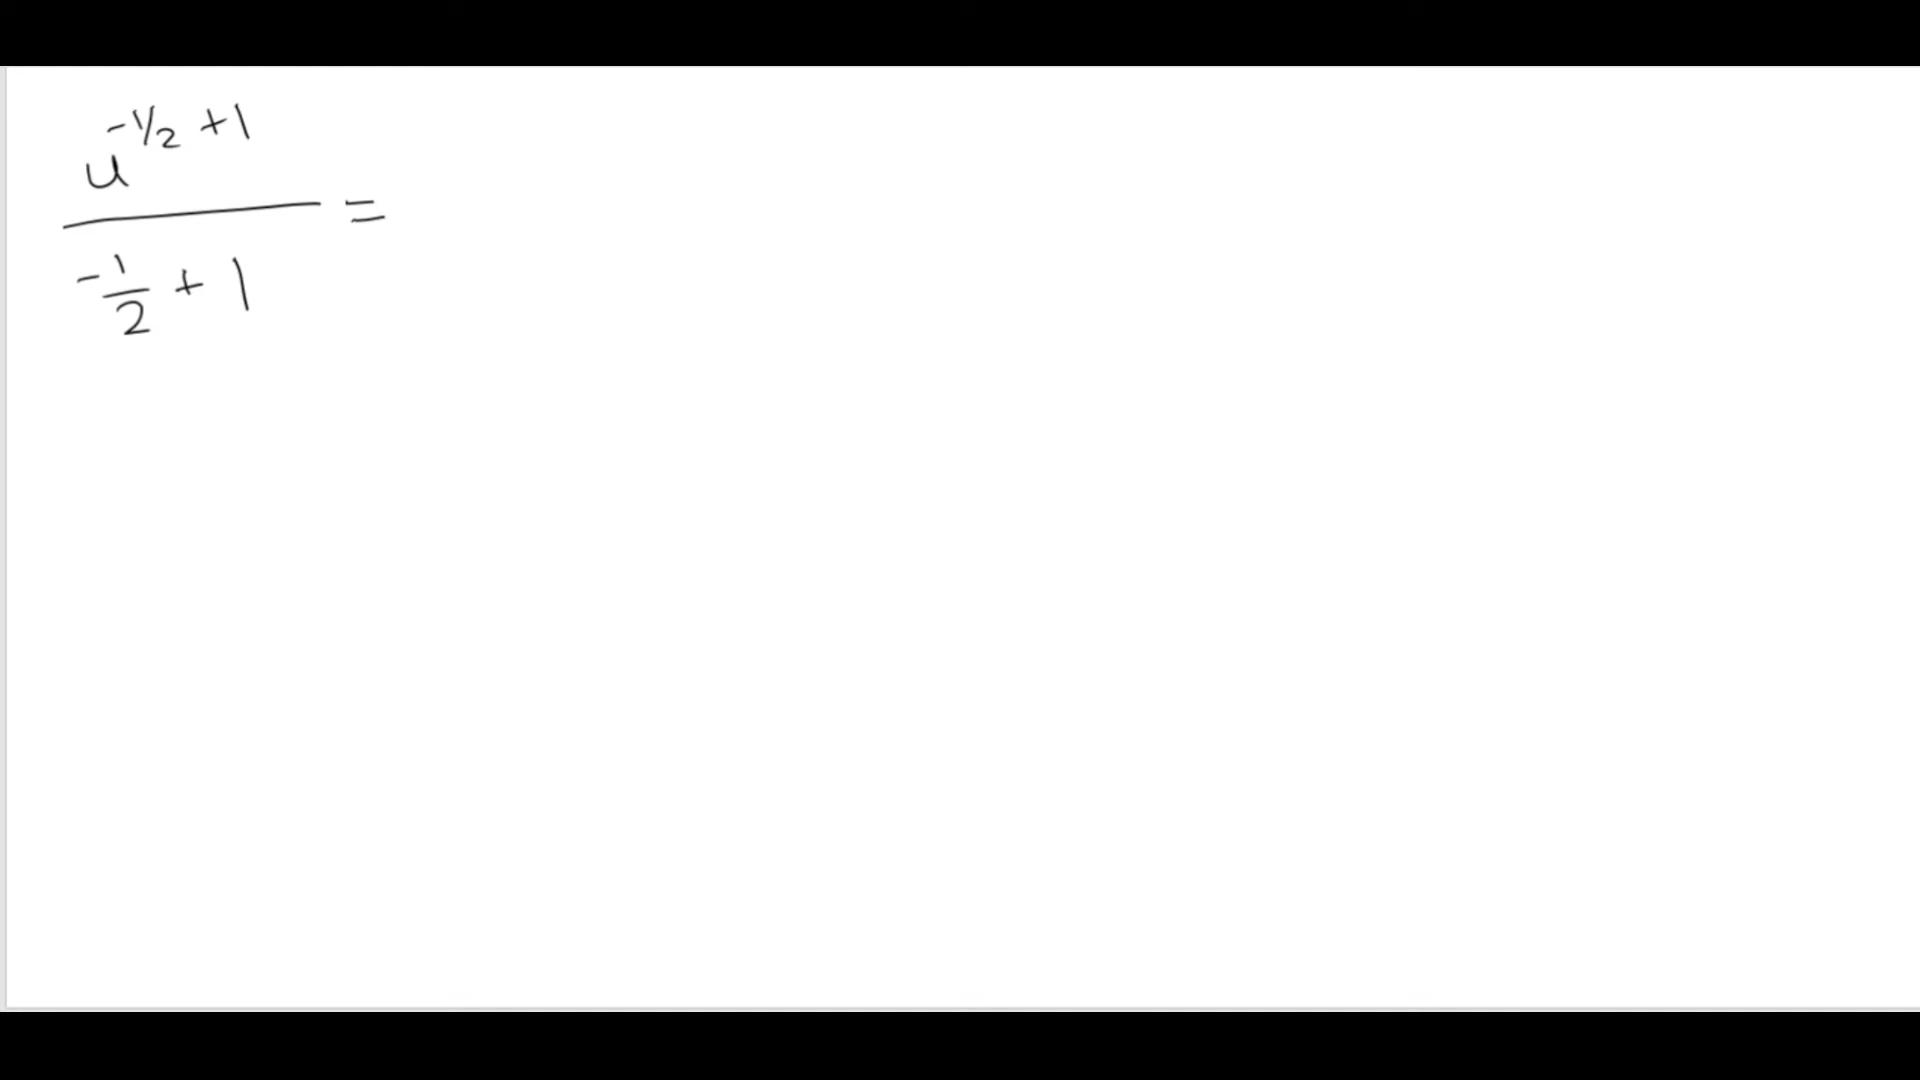 u^{-1/2 + 1}
/ (-1/2 + 1) =